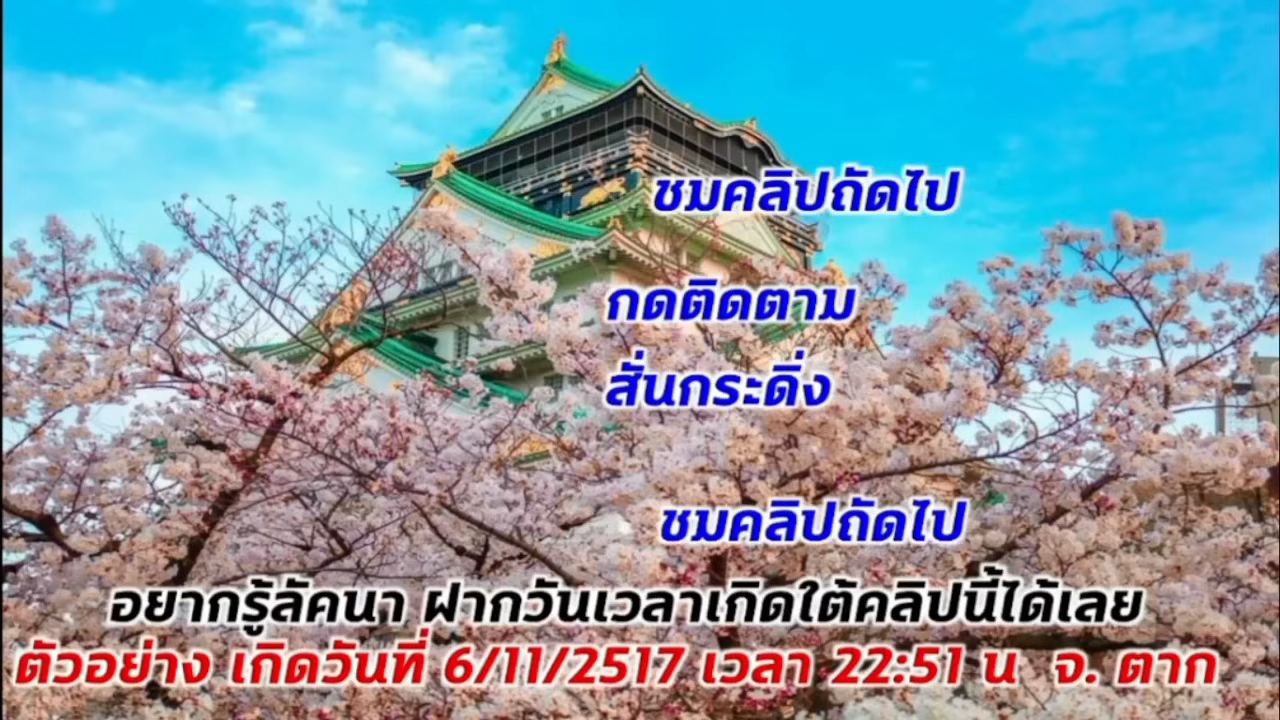 ชมคลิปถัดไป
กดติดตาม
สั่นกระดิ่ง
ชมคลิปถัดไป
อยากรู้ลัคนา ฝากวันเวลาเกิดใต้คลิปนี้ได้เลย
ตัวอย่าง เกิดวันที่ 6/11/2517 เวลา 22:51 น จ. ตาก